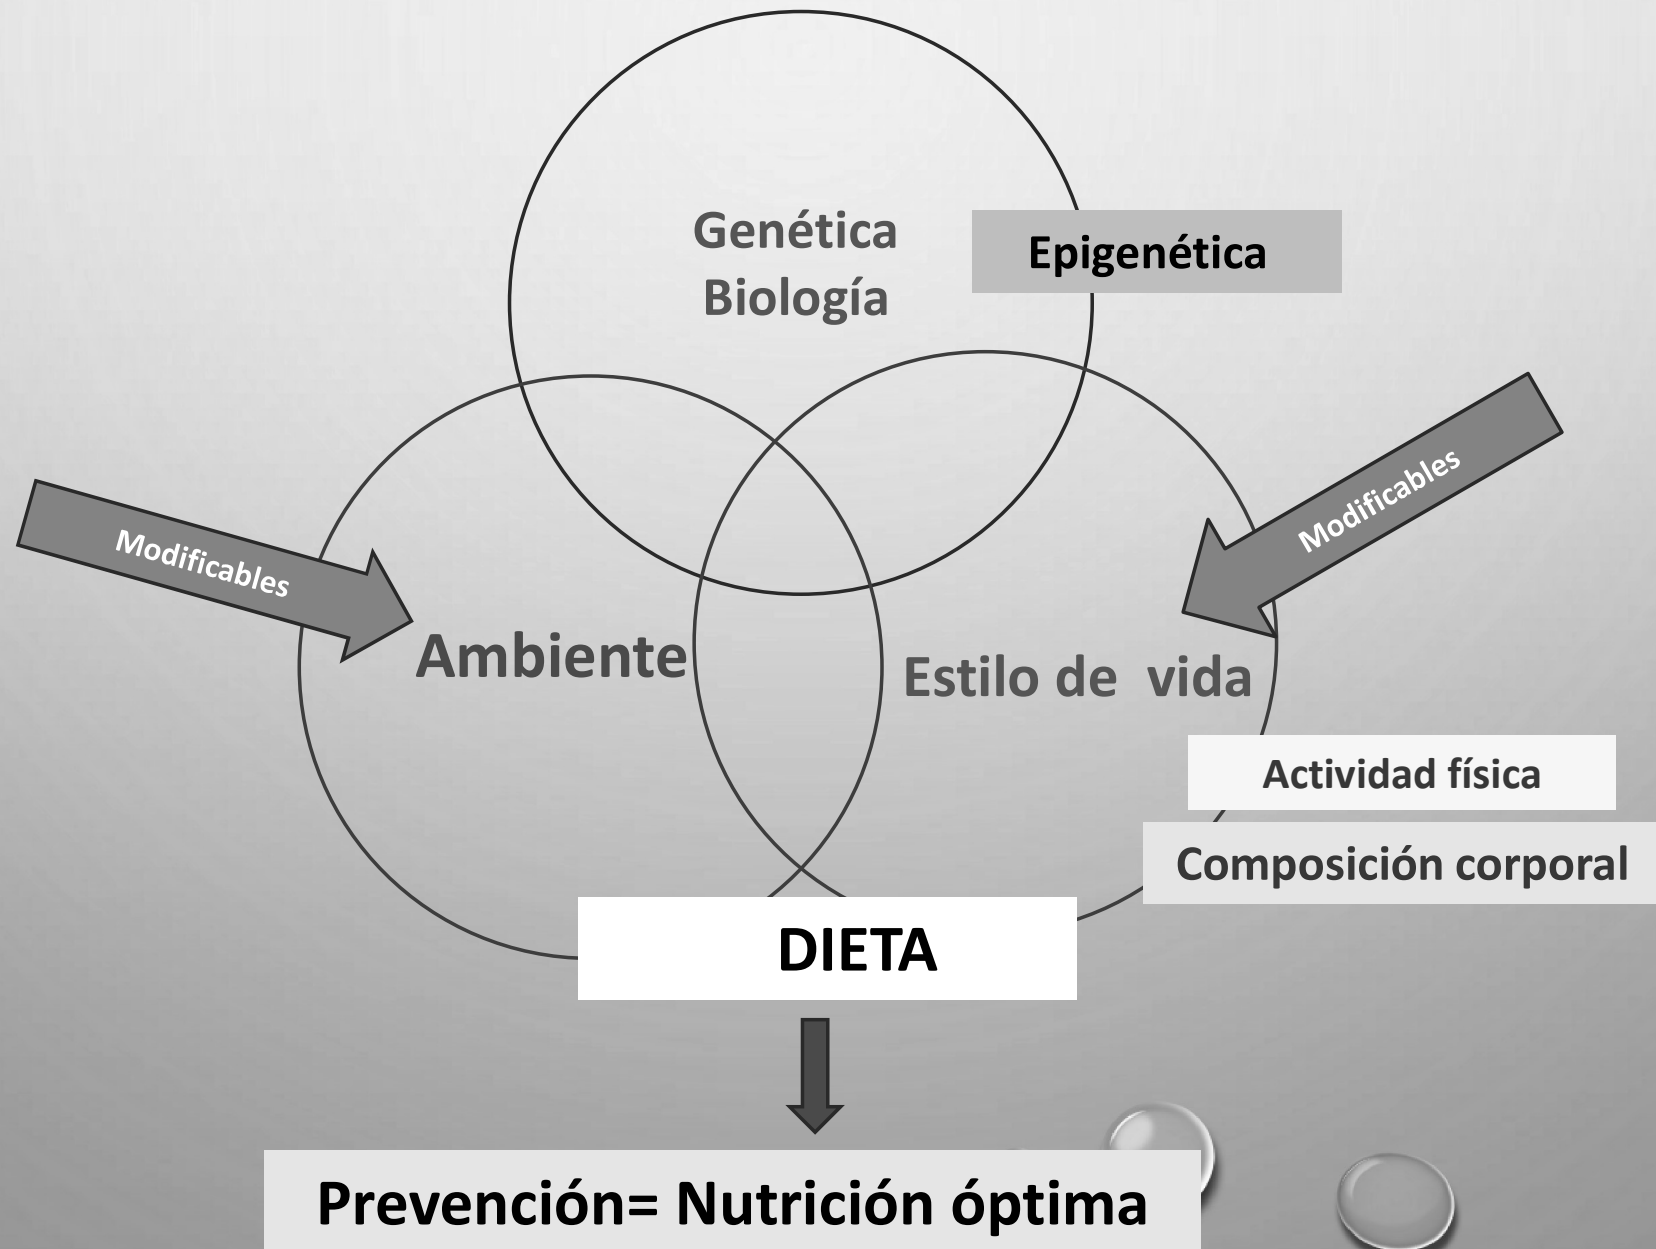 Genética
Biología
Epigenética
Modificables
Modificables
Ambiente
Estilo de vida
Actividad física
Composición corporal
DIETA
Prevención= Nutrición óptima